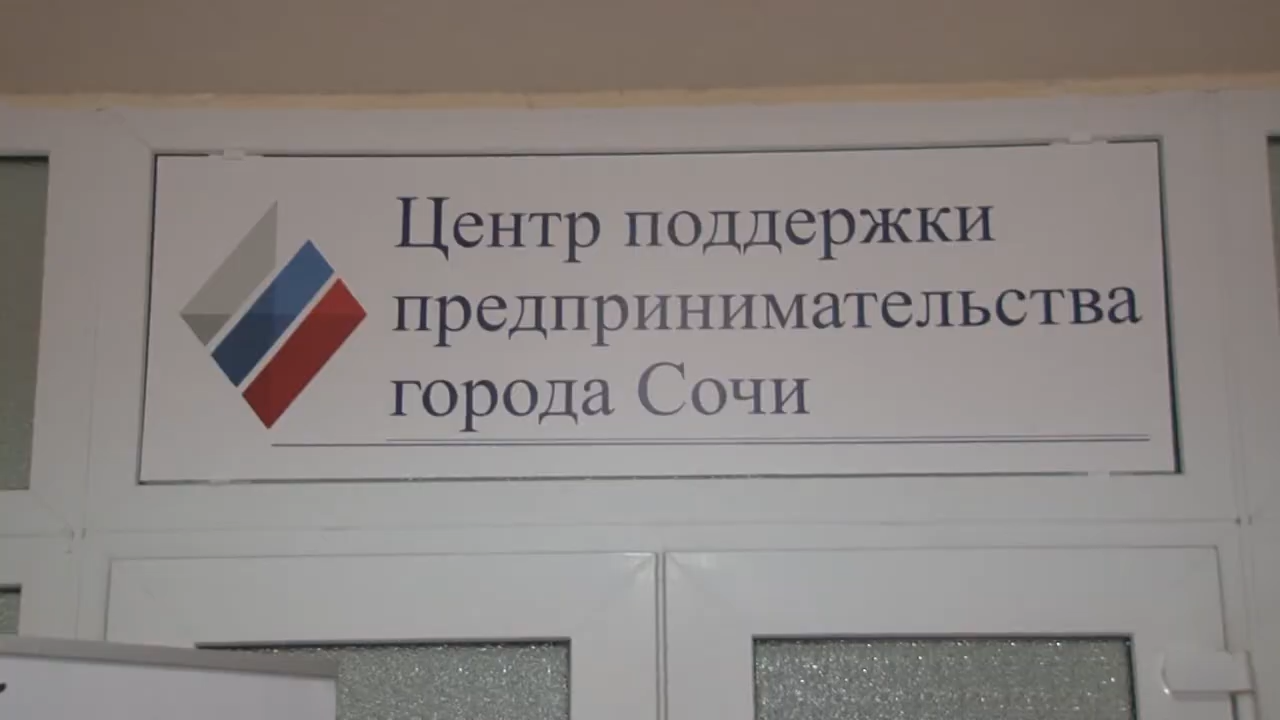 Центр поддержки
предпринимательства
города Сочи